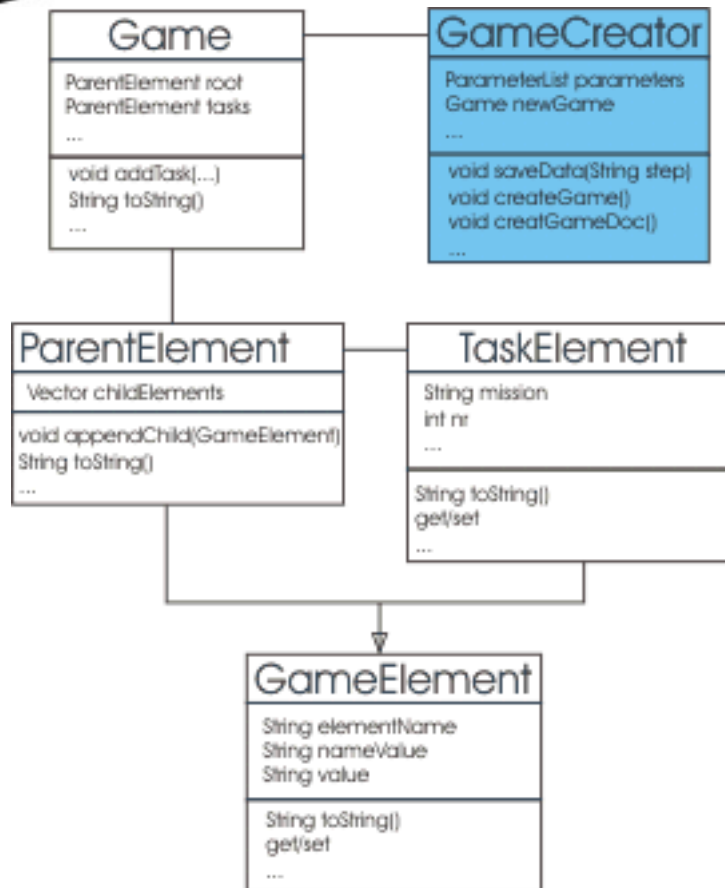 Game
ParentElement root
ParentElement tasks
...
void addTask(...)
String toString()
...
GameCreator
ParameterList parameters
Game newGame
...
void saveData(String step)
void createGame()
void creatGameDoc()
...
ParentElement
Vector childElements
void appendChild(GameElement)
String toString()
...
TaskElement
String mission
int nr
...
String toString()
get/set
...
GameElement
String elementName
String nameValue
String value
String toString()
get/set
...